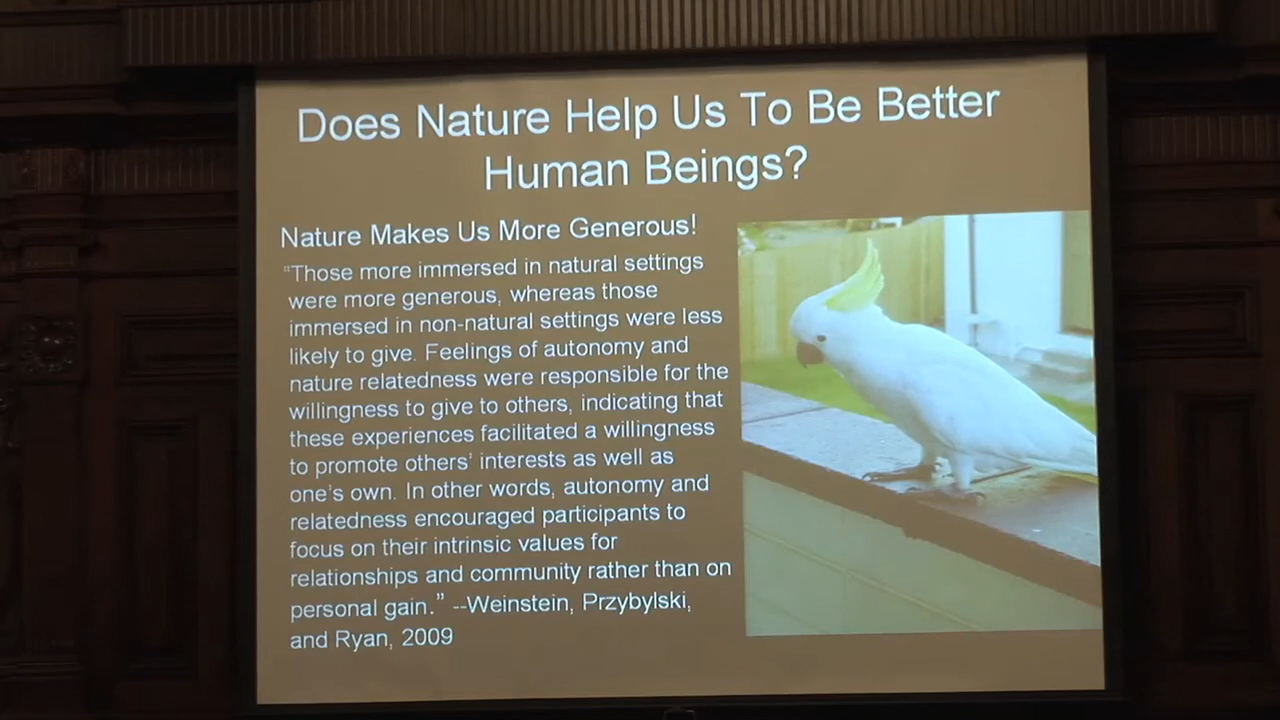 Does Nature Help Us To Be Better
Human Beings?
Nature Makes Us More Generous!
“Those more immersed in natural settings
were more generous, whereas those
immersed in non-natural settings were less
likely to give. Feelings of autonomy and
nature relatedness were responsible for the
willingness to give to others, indicating that
these experiences facilitated a willingness
to promote others’ interests as well as
one’s own. In other words, autonomy and
relatedness encouraged participants to
focus on their intrinsic values for
relationships and community rather than on
personal gain.” --Weinstein, Przybylski,
and Ryan, 2009